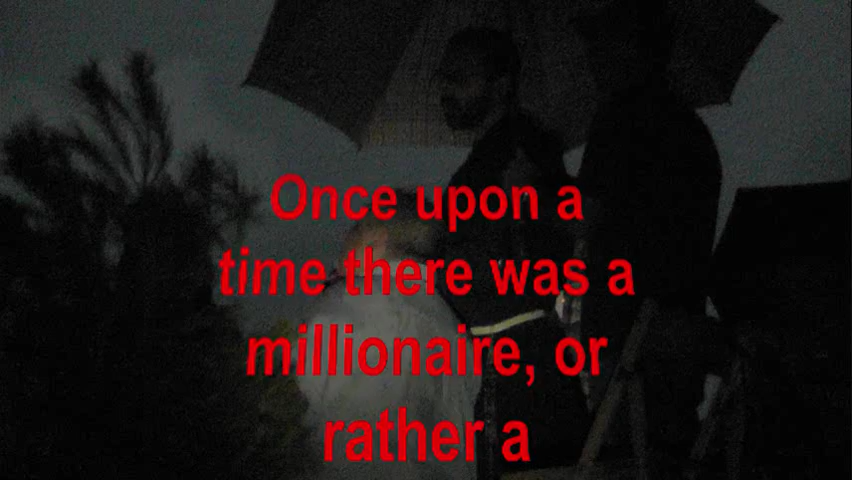 Once upon a
time there was a
millionaire, or
rather a